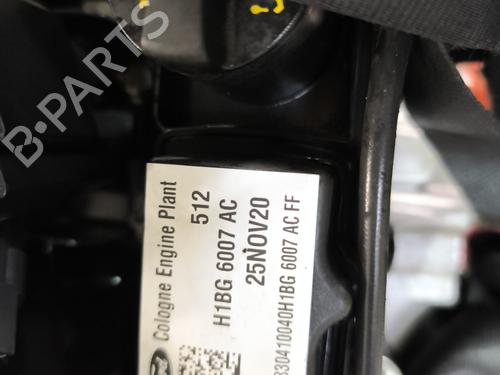 B-PARTS
Cologne Engine Plant
512
H1BG 6007 AC
25NOV20
330410040H1BG 6007 AC FF